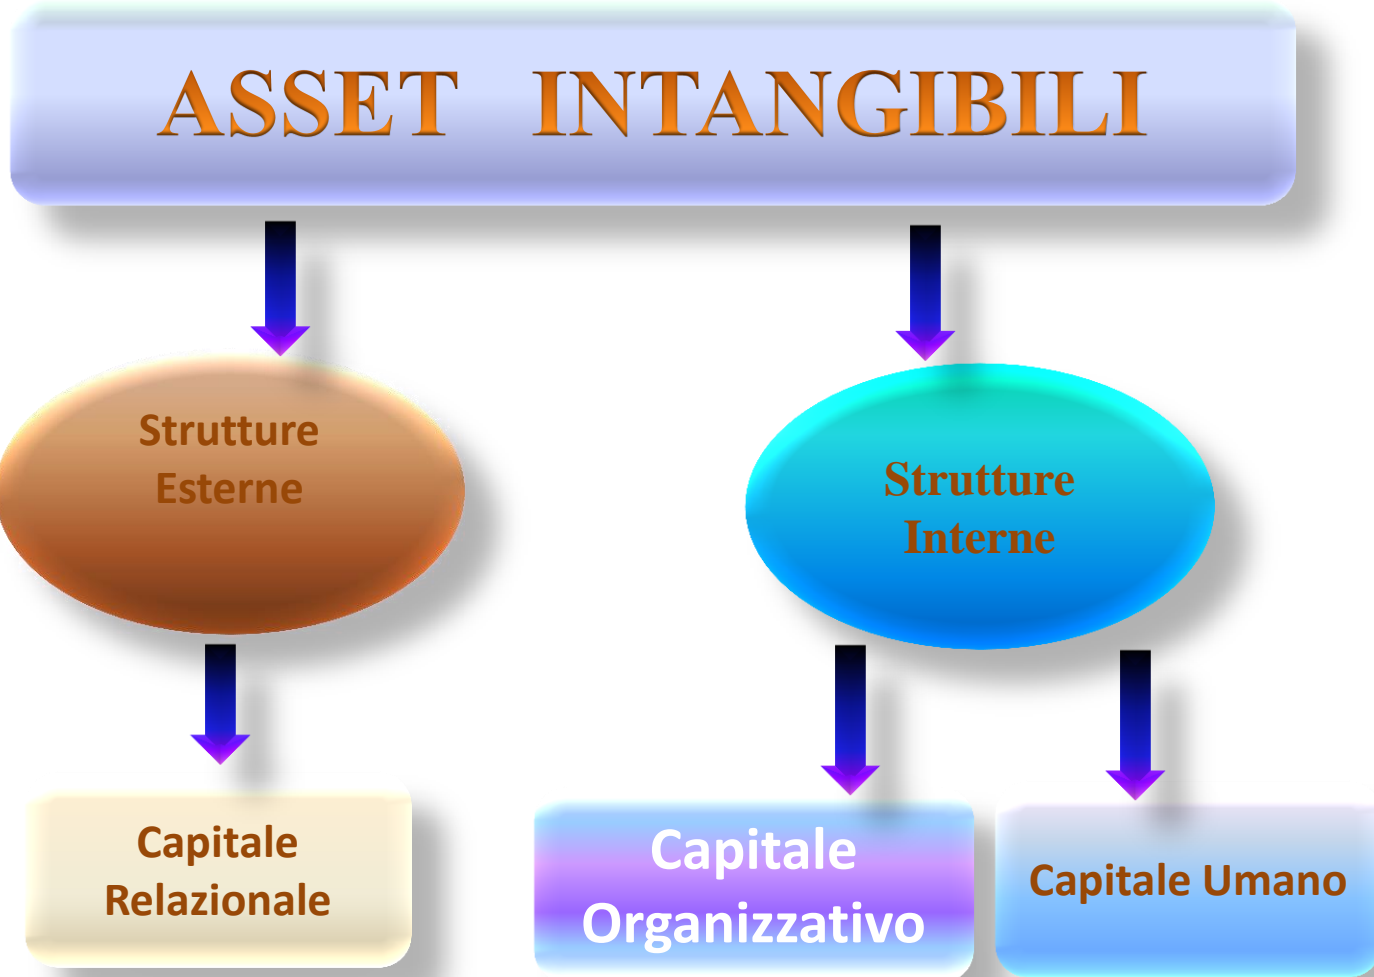 ASSET INTANGIBILI
Strutture
Esterne
Strutture
Interne
Capitale
Relazionale
Capitale
Organizzativo
Capitale Umano